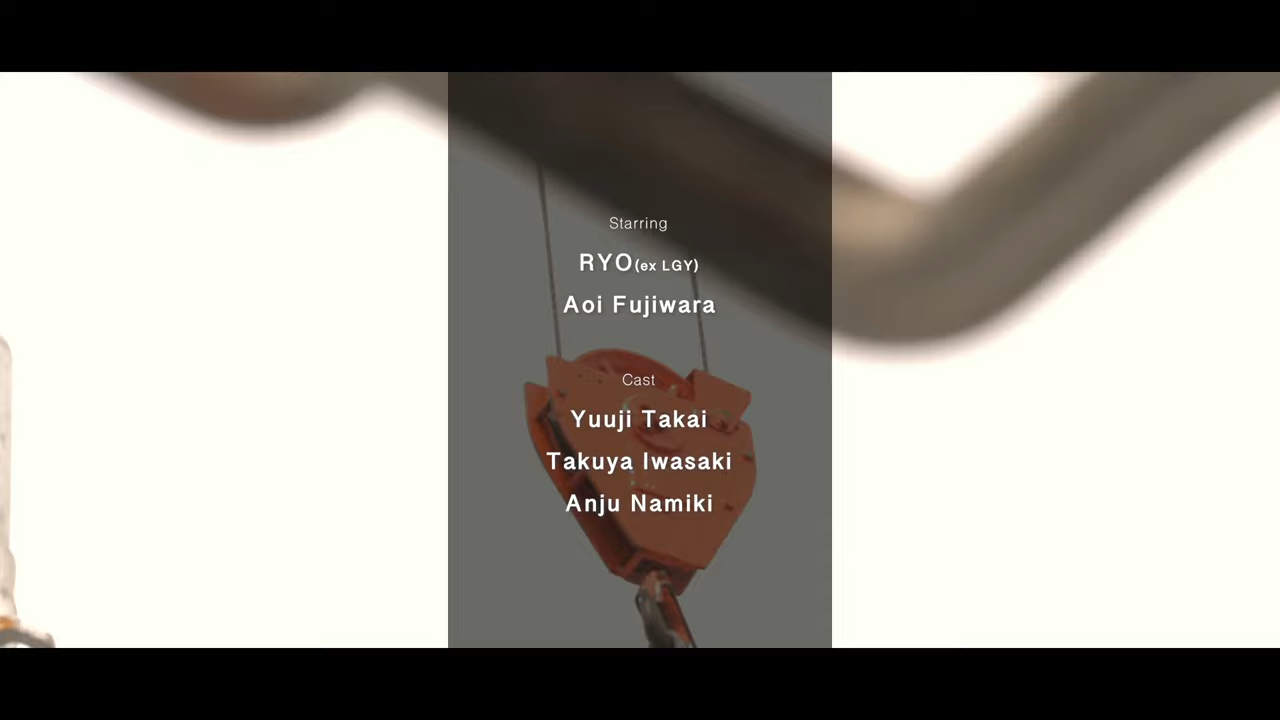 Starring
RYO(ex LGY)
Aoi Fujiwara
Cast
Yuuji Takai
Takuya Iwasaki
Anju Namiki